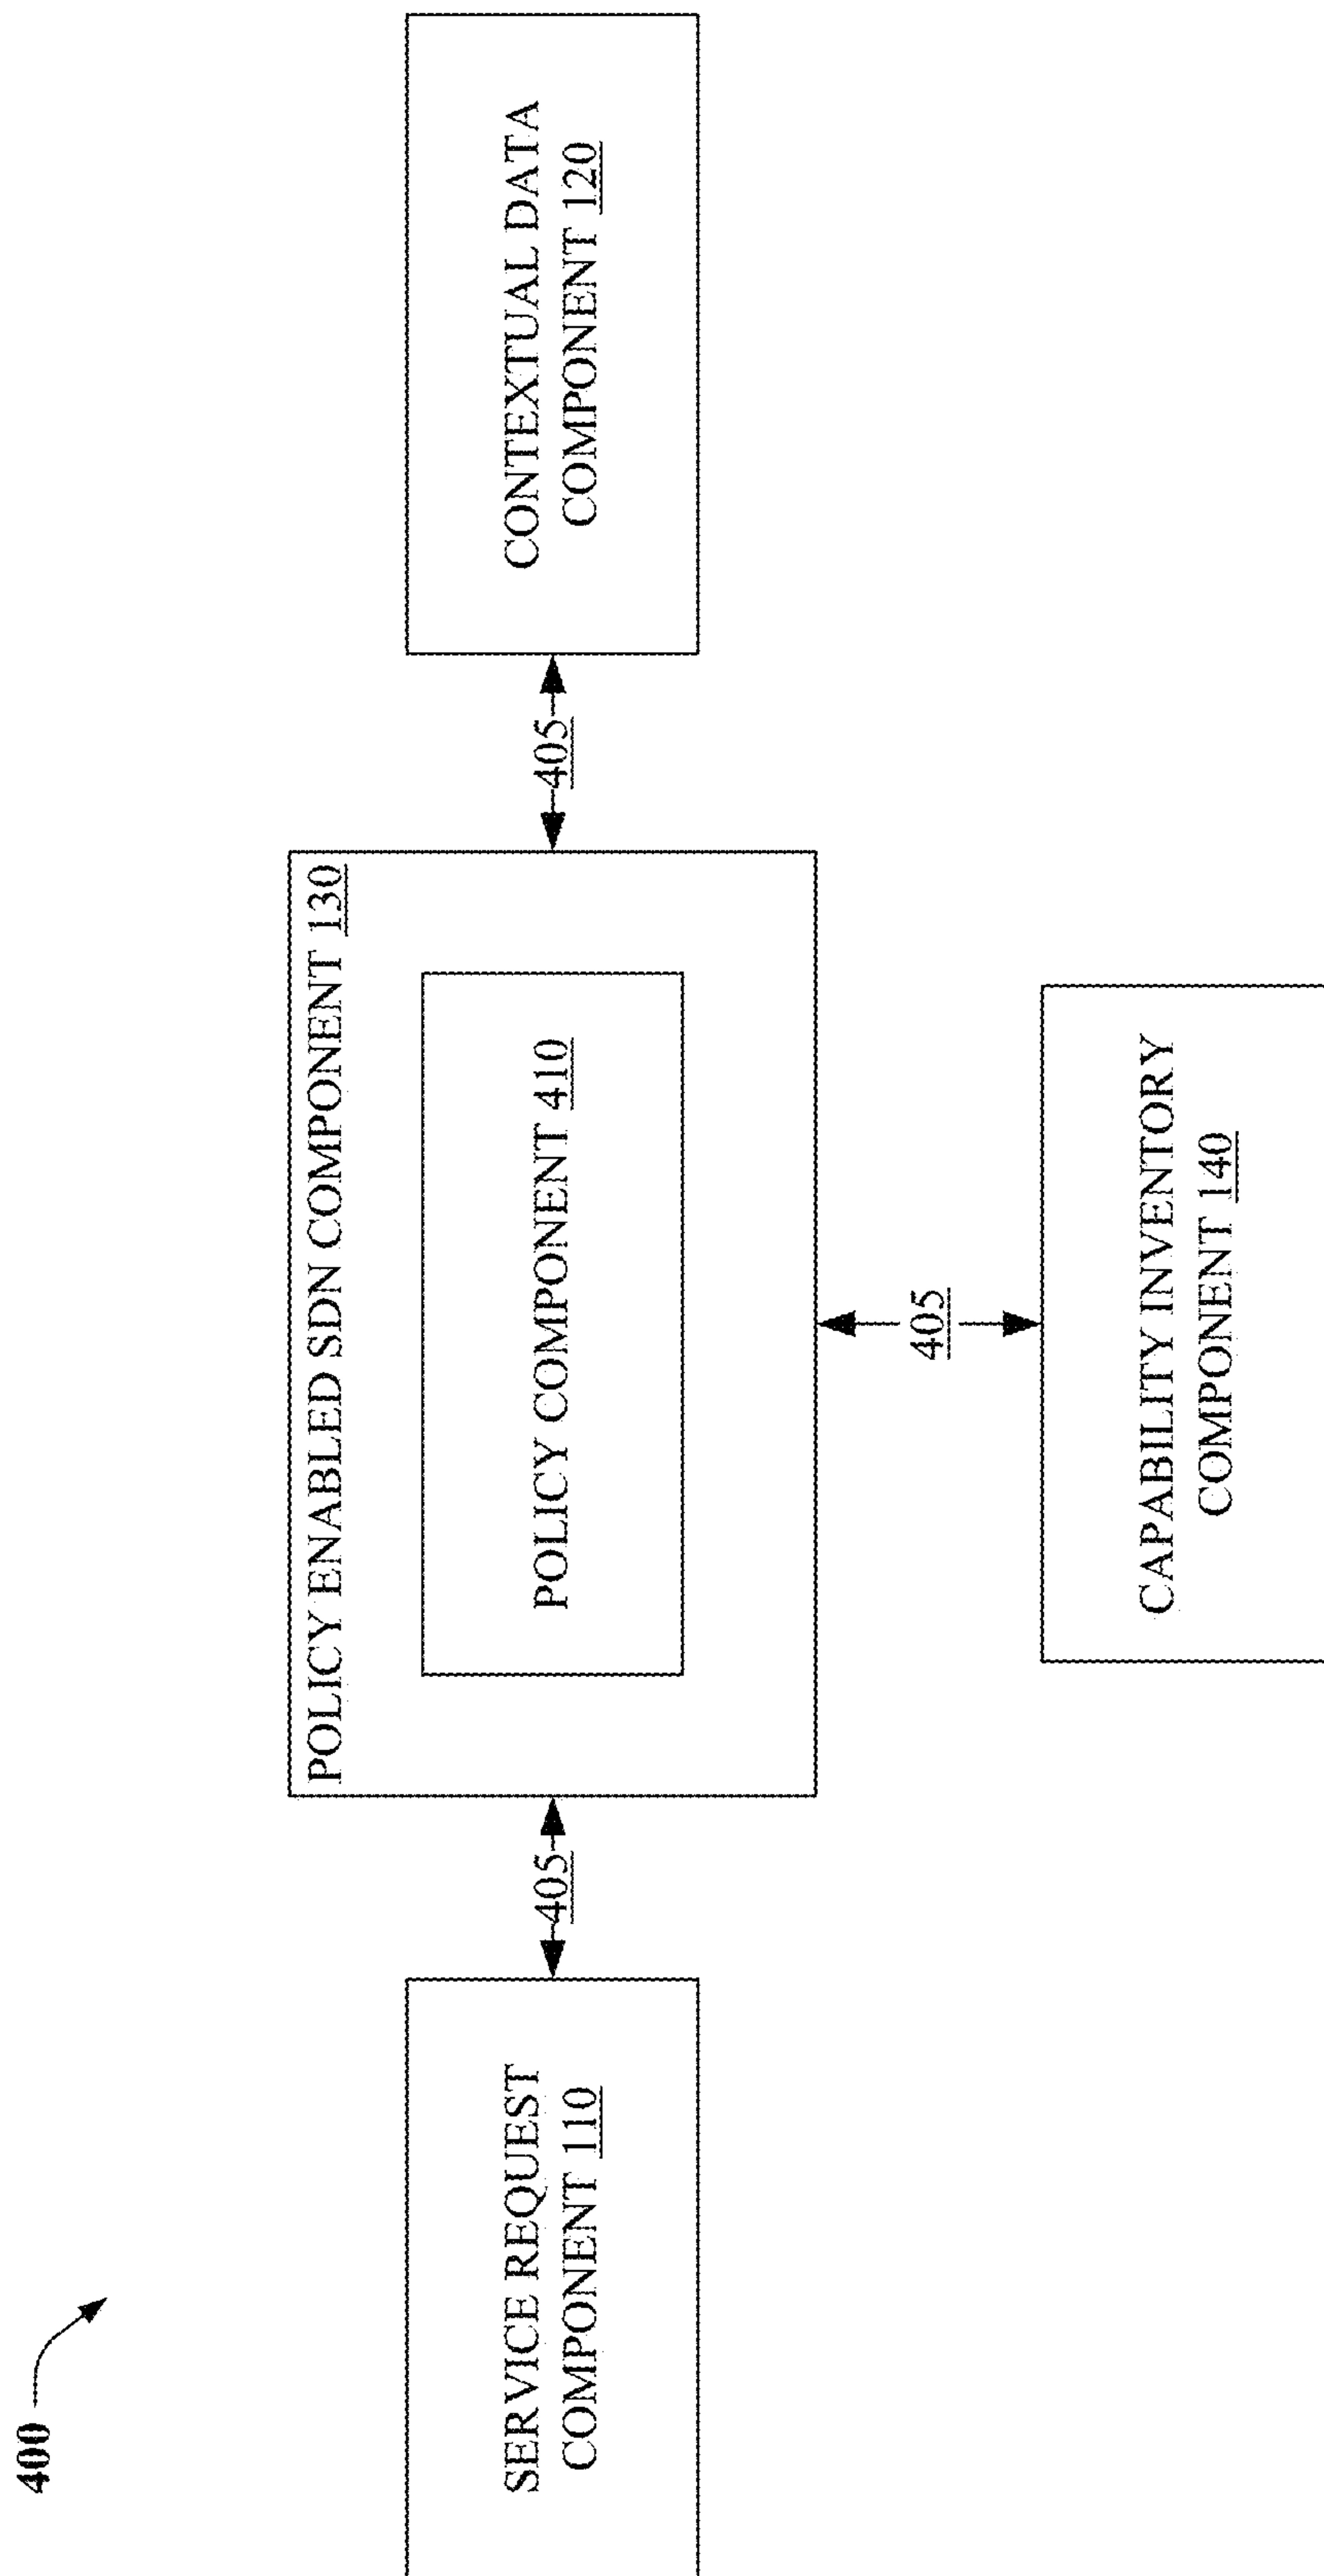 400
POLICY ENABLED SDN COMPONENT 130
SERVICE REQUEST
COMPONENT 110
405
POLICY COMPONENT 410
405
CONTEXTUAL DATA
COMPONENT 120
405
CAPABILITY INVENTORY
COMPONENT 140